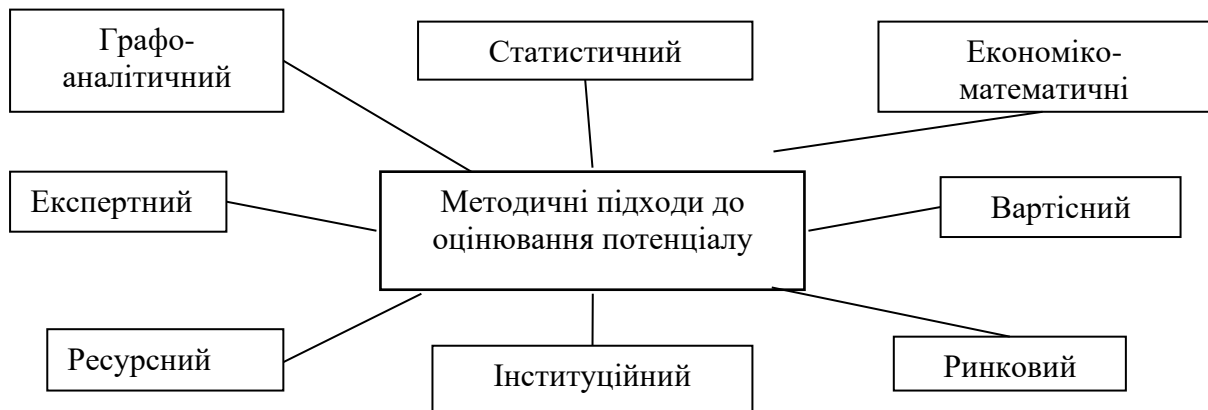 Графо-
аналітичний
Статистичний
Економіко-
математичні
Експертний
Методичні підходи до
оцінювання потенціалу
Вартісний
Ресурсний
Інституційний
Ринковий